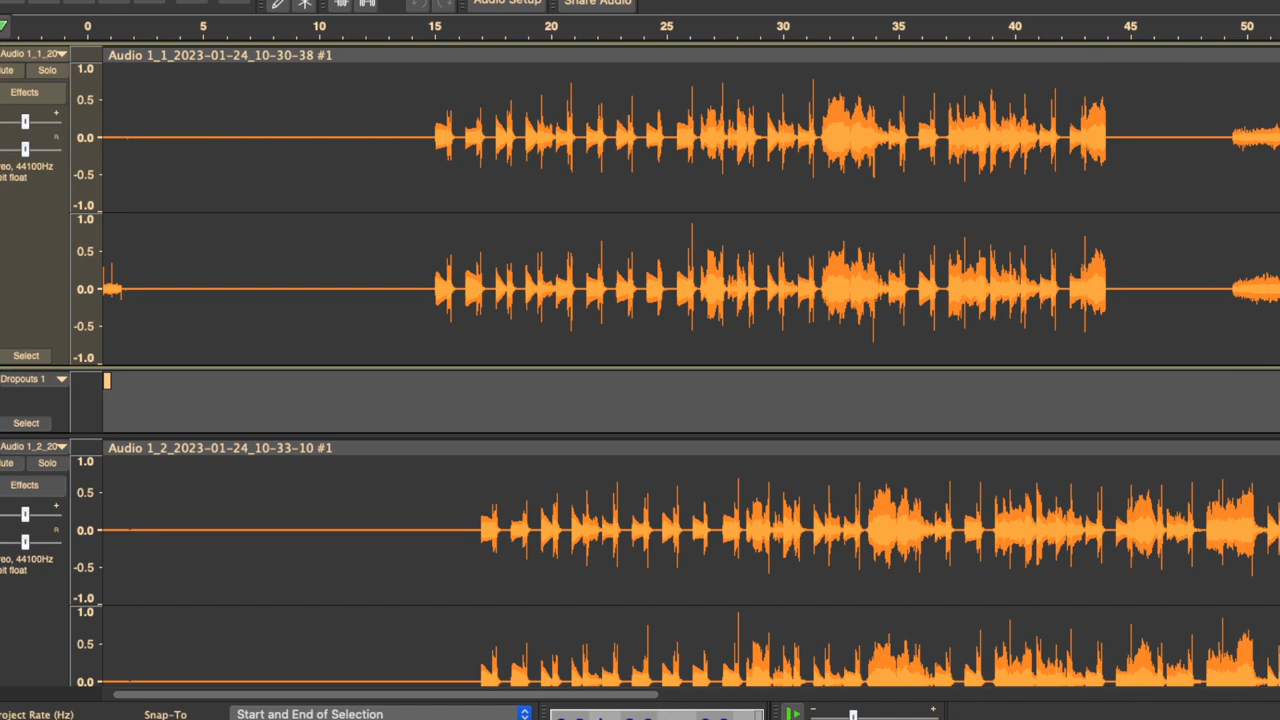 Audio Setup Share Audio
0 5 10 15 20 25 30 35 40 45 50
Audio 1_1_20 Audio 1_1_2023-01-24_10-30-38 #1
ute Solo 1.0
Effects 0.5
+
0.0
R
-0.5
reo, 44100Hz
bit float
-1.0
1.0
0.5
0.0
-0.5
Select -1.0
Dropouts 1
Select
Audio 1_2_20 Audio 1_2_2023-01-24_10-33-10 #1
ute Solo 1.0
Effects 0.5
+
0.0
R
-0.5
reo, 44100Hz
bit float
-1.0
1.0
0.5
0.0
roject Rate (Hz) Snap-To Start and End of Selection - +